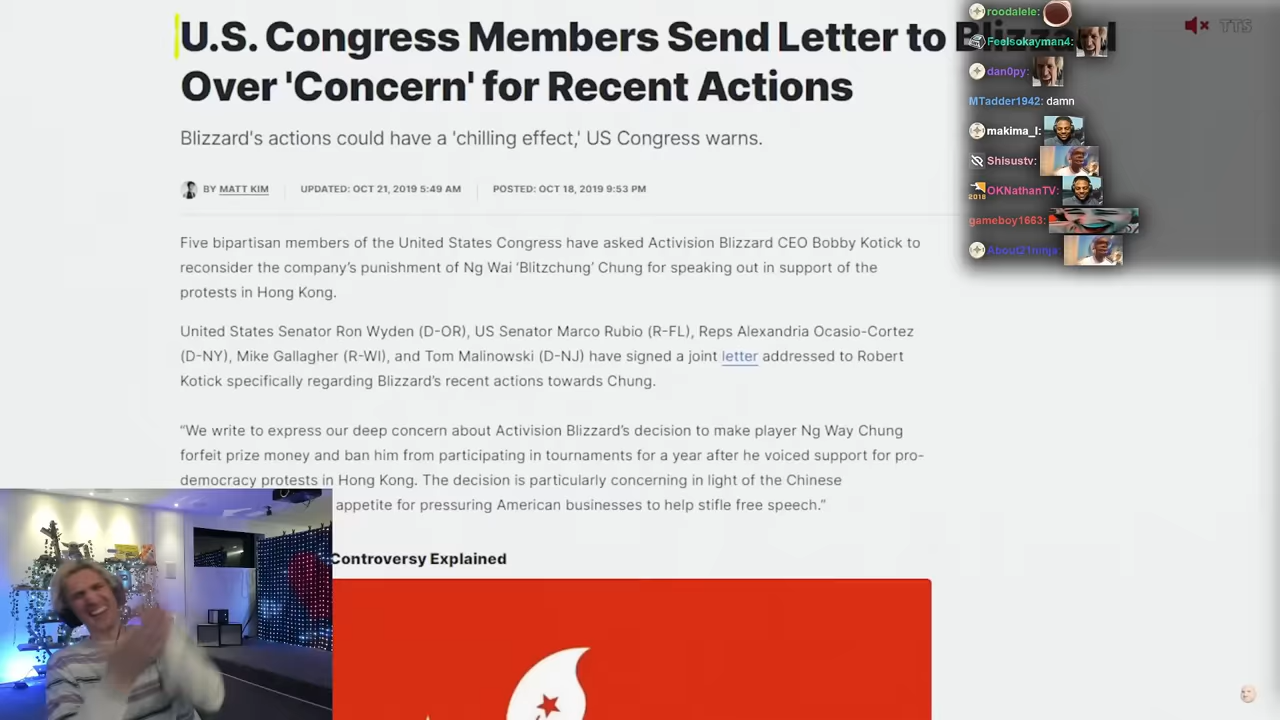 U.S. Congress Members Send Letter to
Over 'Concern' for Recent Actions
Blizzard's actions could have a 'chilling effect,' US Congress warns.
BY MATT KIM
UPDATED: OCT 21, 2019 5:49 AM
POSTED: OCT 18, 2019 9:53 PM
Five bipartisan members of the United States Congress have asked Activision Blizzard CEO Bobby Kotick to
reconsider the company's punishment of Ng Wai 'Blitzchung' Chung for speaking out in support of the
protests in Hong Kong.
United States Senator Ron Wyden (D-OR), US Senator Marco Rubio (R-FL), Reps Alexandria Ocasio-Cortez
(D-NY), Mike Gallagher (R-WI), and Tom Malinowski (D-NJ) have signed a joint letter addressed to Robert
Kotick specifically regarding Blizzard's recent actions towards Chung.
“We write to express our deep concern about Activision Blizzard's decision to make player Ng Way Chung
forfeit prize money and ban him from participating in tournaments for a year after he voiced support for pro-
democracy protests in Hong Kong. The decision is particularly concerning in light of the Chinese
appetite for pressuring American businesses to help stifle free speech.”
Controversy Explained
roodalele:
Feelsokayman4:
dan0py:
MTadder1942: damn
makima_l:
Shisustv:
2018 OKNathanTV:
gameboy1663:
About21ninja:
TTS